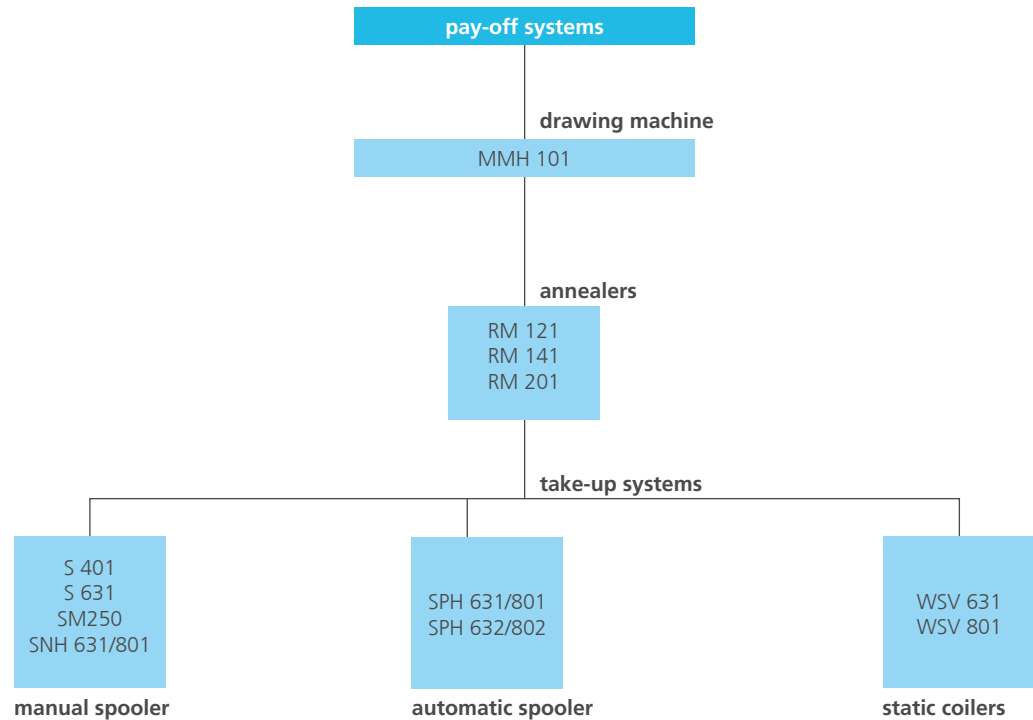 pay-off systems
drawing machine
MMH 101
annealers
RM 121
RM 141
RM 201
take-up systems
S 401
S 631
SM250
SNH 631/801
manual spooler
SPH 631/801
SPH 632/802
automatic spooler
WSV 631
WSV 801
static coilers